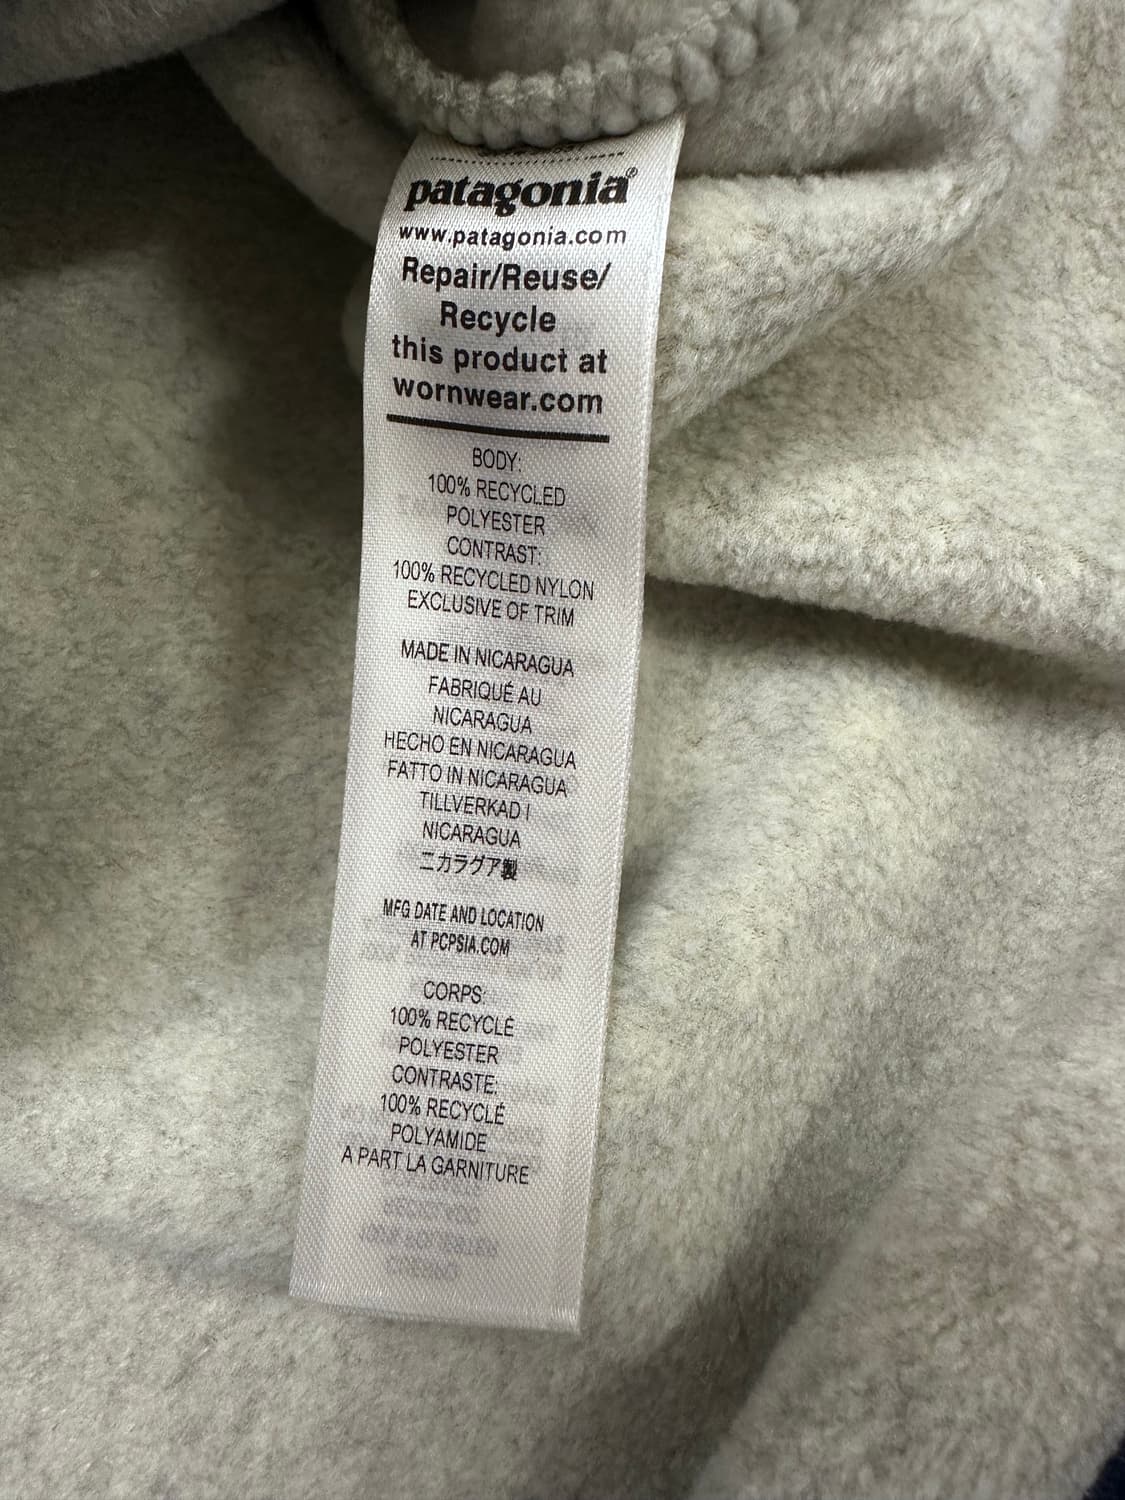 patagonia®
www.patagonia.com
Repair/Reuse/
Recycle
this product at
wornwear.com
BODY:
100% RECYCLED
POLYESTER
CONTRAST:
100% RECYCLED NYLON
EXCLUSIVE OF TRIM
MADE IN NICARAGUA
FABRIQUÉ AU
NICARAGUA
HECHO EN NICARAGUA
FATTO IN NICARAGUA
TILLVERKAD I
NICARAGUA
ニカラグア製
MFG DATE AND LOCATION
AT PCPSIA.COM
CORPS:
100% RECYCLÉ
POLYESTER
CONTRASTE:
100% RECYCLÉ
POLYAMIDE
A PART LA GARNITURE